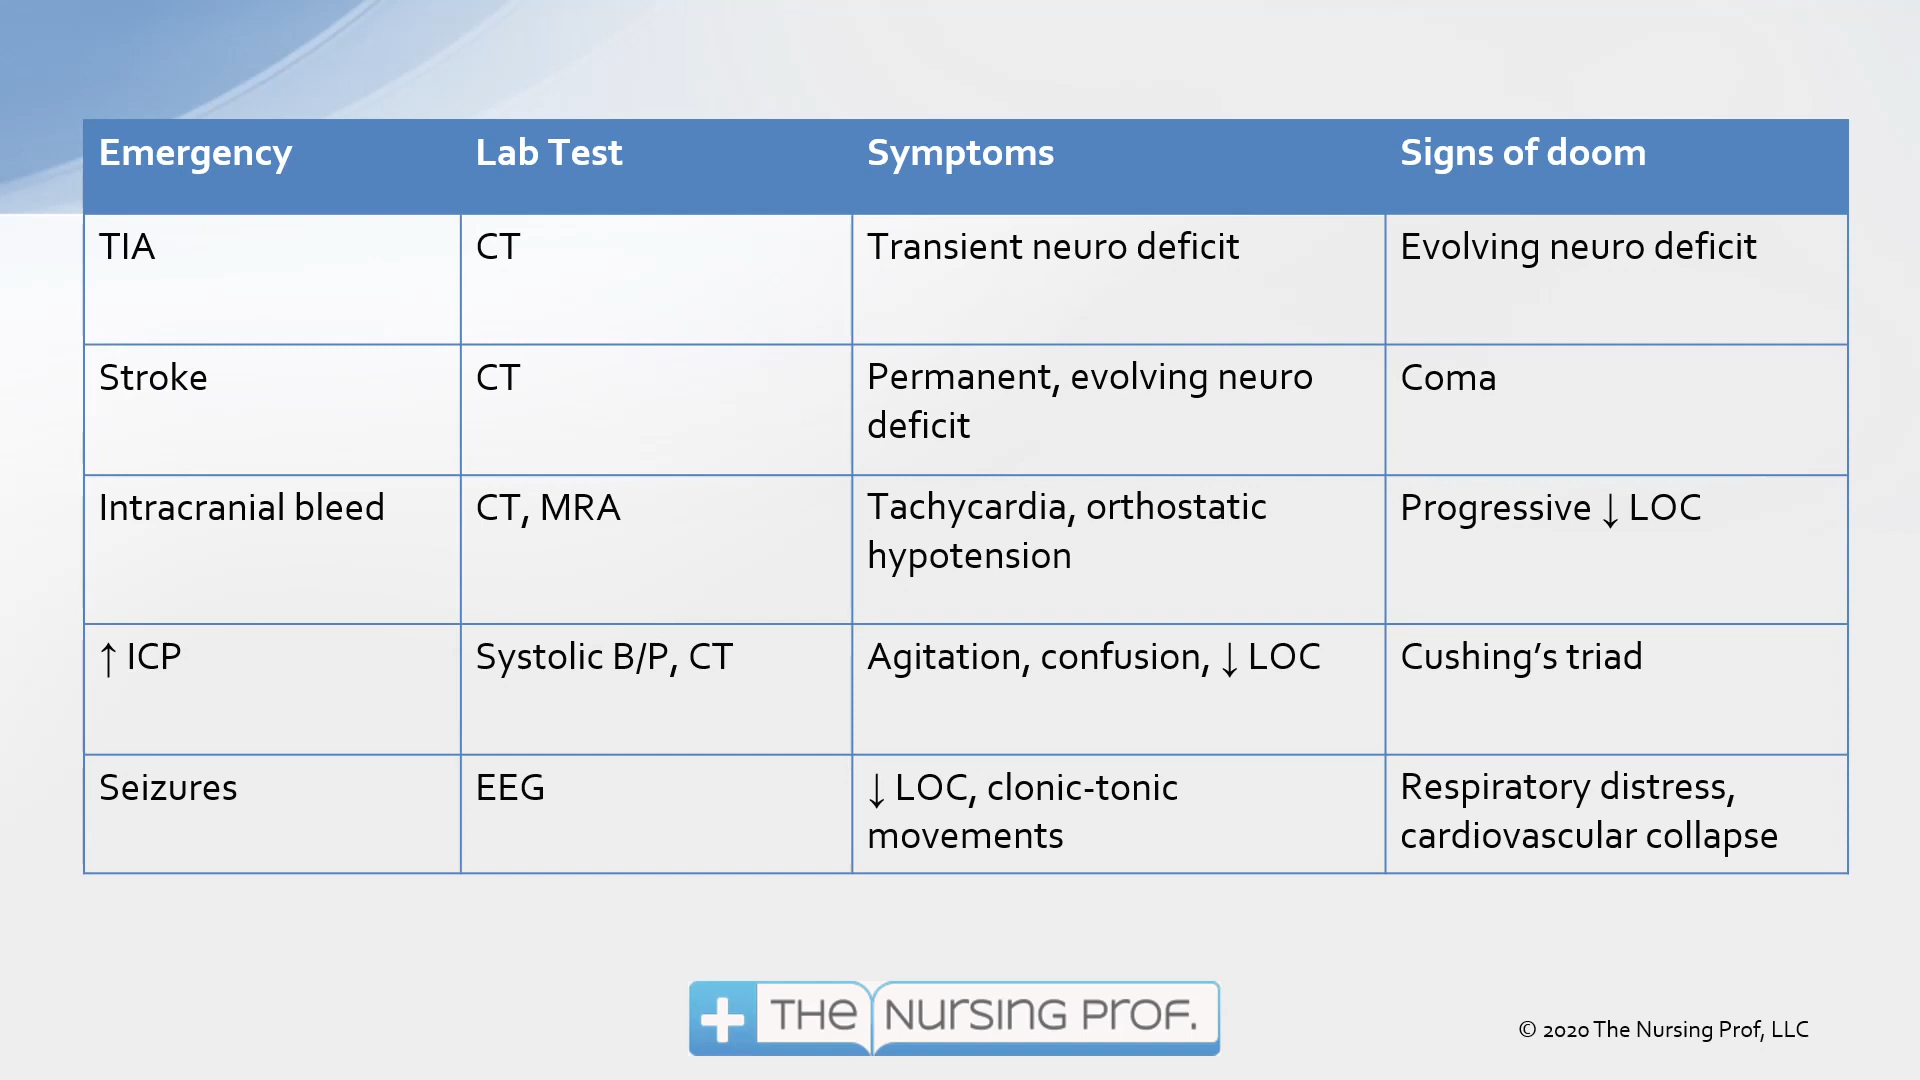 Emergency	Lab Test	Symptoms	Signs of doom
TIA	CT	Transient neuro deficit	Evolving neuro deficit
Stroke	CT	Permanent, evolving neuro	Coma
deficit
Intracranial bleed	CT, MRA	Tachycardia, orthostatic	Progressive ↓ LOC
hypotension
↑ ICP	Systolic B/P, CT	Agitation, confusion, ↓ LOC	Cushing’s triad
Seizures	EEG	↓ LOC, clonic-tonic	Respiratory distress,
movements	cardiovascular collapse
THE NURSING PROF.
© 2020 The Nursing Prof, LLC